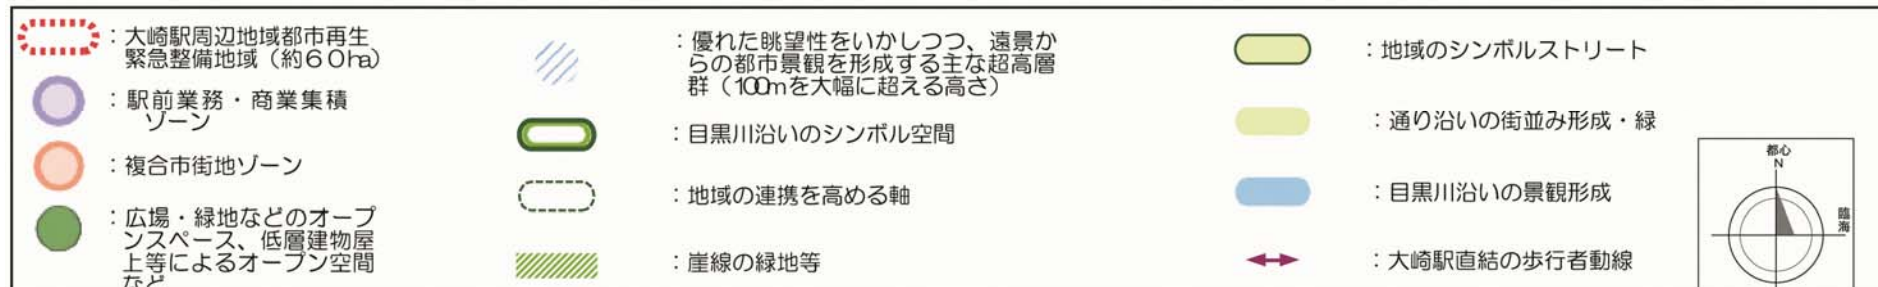 ：大崎駅周辺地域都市再生
緊急整備地域（約６０ha）
：駅前業務・商業集積
ゾーン
：複合市街地ゾーン
：広場・緑地などのオープ
ンスペース、低層建物屋
上等によるオープン空間
など
：優れた眺望性をいかしつつ、遠景か
らの都市景観を形成する主な超高層
群（100mを大幅に超える高さ）
：目黒川沿いのシンボル空間
：地域の連携を高める軸
：崖線の緑地等
：地域のシンボルストリート
：通り沿いの街並み形成・緑
：目黒川沿いの景観形成
：大崎駅直結の歩行者動線
都心
N
臨海